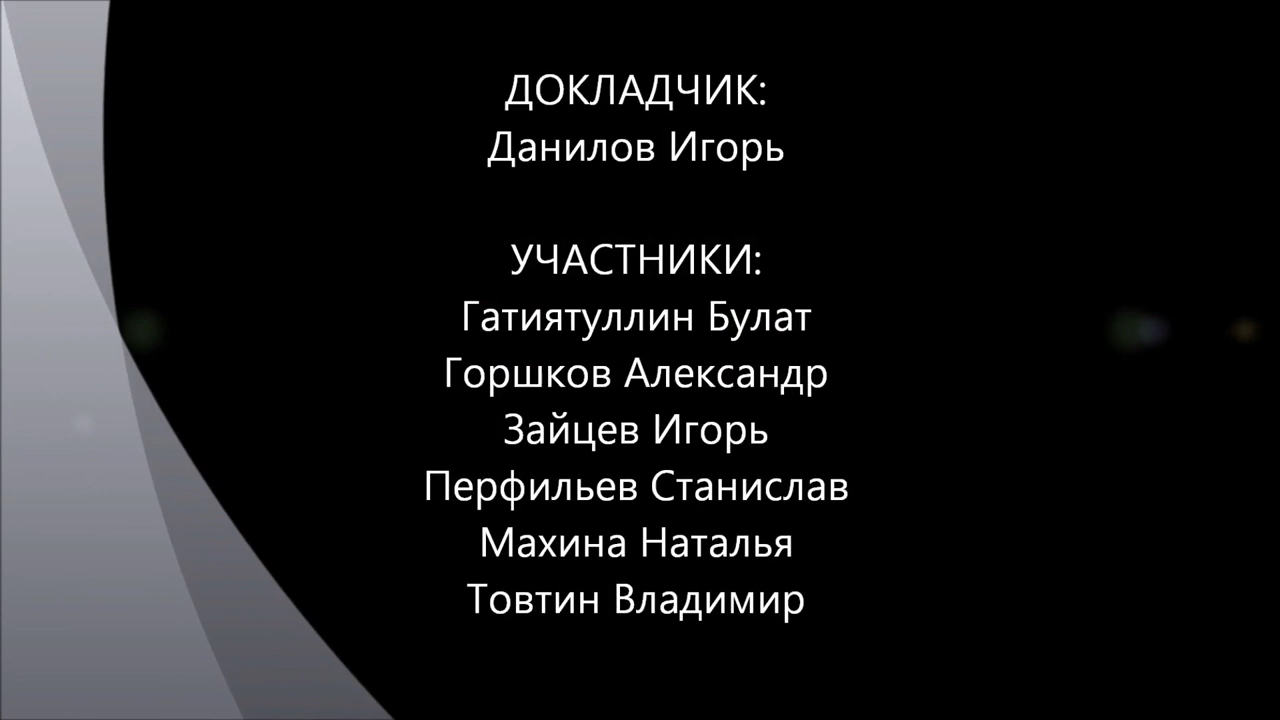 ДОКЛАДЧИК:
Данилов Игорь
УЧАСТНИКИ:
Гатиятуллин Булат
Горшков Александр
Зайцев Игорь
Перфильев Станислав
Махина Наталья
Товтин Владимир